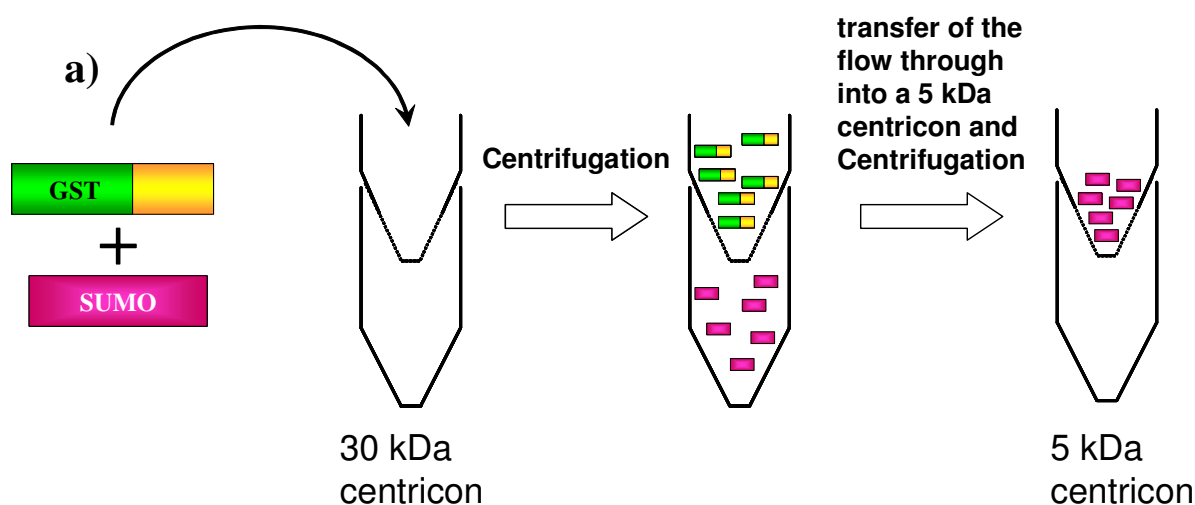 a)
GST
+
SUMO
30 kDa
centricon
Centrifugation
transfer of the
flow through
into a 5 kDa
centricon and
Centrifugation
5 kDa
centricon